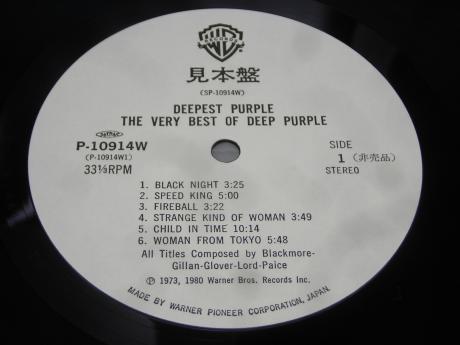 WB
RECORDS
見本盤
(SP-10914W)
DEEPEST PURPLE
THE VERY BEST OF DEEP PURPLE
P-10914W
(P-10914W1)
33⅓RPM
SIDE
1 (非売品)
STEREO
1. BLACK NIGHT 3:25
2. SPEED KING 5:00
3. FIREBALL 3:22
4. STRANGE KIND OF WOMAN 3:49
5. CHILD IN TIME 10:14
6. WOMAN FROM TOKYO 5:48
All Titles Composed by Blackmore-
Gillan-Glover-Lord-Paice
Ⓟ 1973, 1980 Warner Bros. Records Inc.
MADE BY WARNER PIONEER CORPORATION, JAPAN.